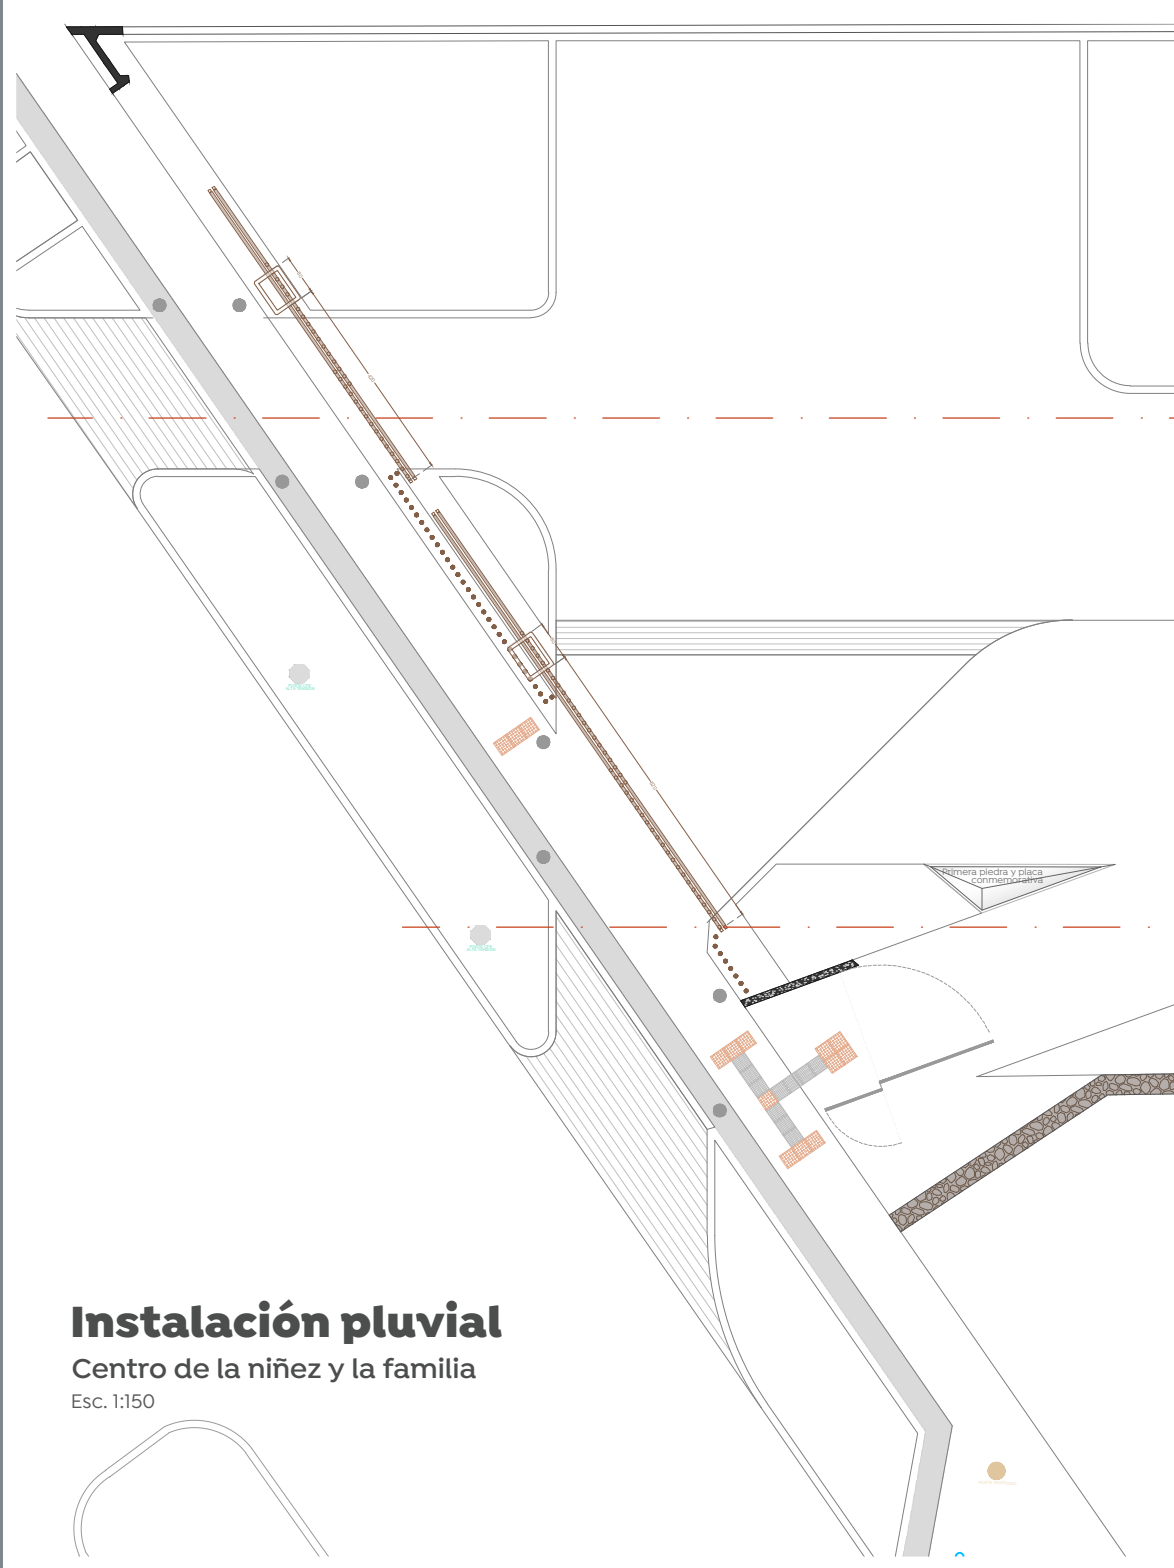 Primera piedra y placa
conmemorativa
Instalación pluvial
Centro de la niñez y la familia
Esc. 1:150